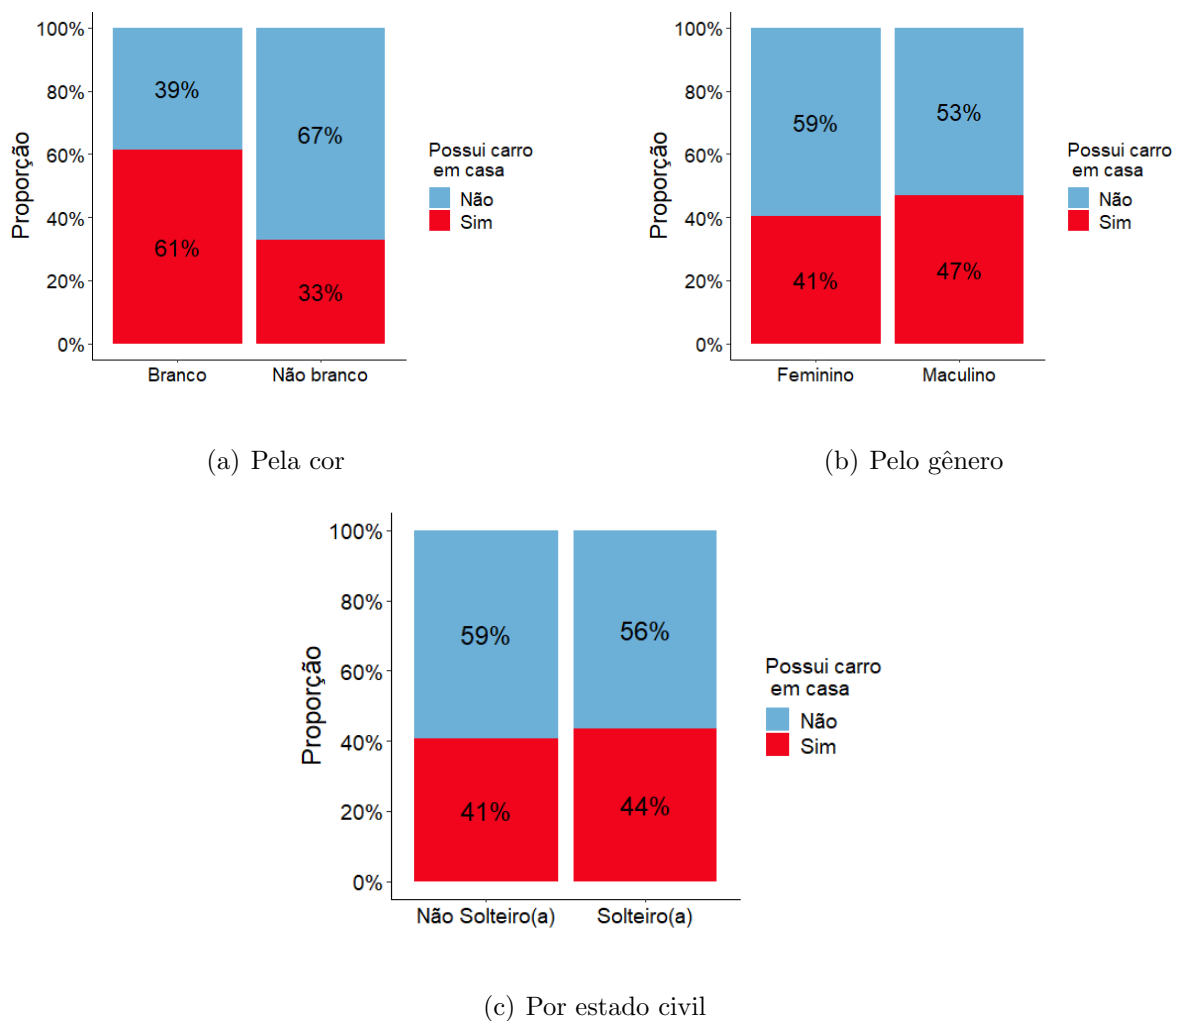 100%
80%
60%
40%
20%
0%
Proporção
39%
61%
67%
33%
Branco
Não branco
Possui carro
em casa
Não
Sim
(a) Pela cor
100%
80%
60%
40%
20%
0%
Proporção
59%
41%
53%
47%
Feminino
Maculino
Possui carro
em casa
Não
Sim
(b) Pelo gênero
100%
80%
60%
40%
20%
0%
Proporção
59%
41%
56%
44%
Não Solteiro(a)
Solteiro(a)
Possui carro
em casa
Não
Sim
(c) Por estado civil